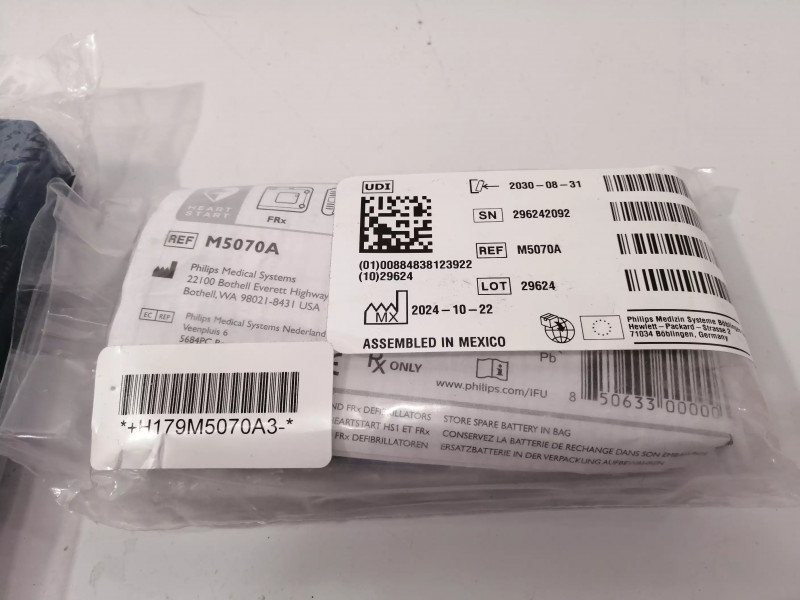 HEART
START
FRx
REF M5070A
Philips Medical Systems
22100 Bothell Everett Highway
Bothell, WA 98021-8431 USA
EC REP
Philips Medical Systems Nederland
Veenpluis 6
5684PC
UDI
(01)00884838123922
(10)29624
MX 2024-10-22
ASSEMBLED IN MEXICO
2030-08-31
SN 296242092
REF M5070A
LOT 29624
Philips Medizin Systeme
Hewlett-Packard-Strasse 2
71034 Böblingen, Germany
Rx ONLY
www.philips.com/IFU
Pb
8 50633 00000
*+H179M5070A3-*
FRx DEFIBRILLATORS
HEARTSTART HS1 ET FRx
FRx DEFIBRILLATOREN
STORE SPARE BATTERY IN BAG
CONSERVEZ LA BATTERIE DE RECHANGE DANS SON
ERSATZBATTERIE IN DER VERPACKUNG